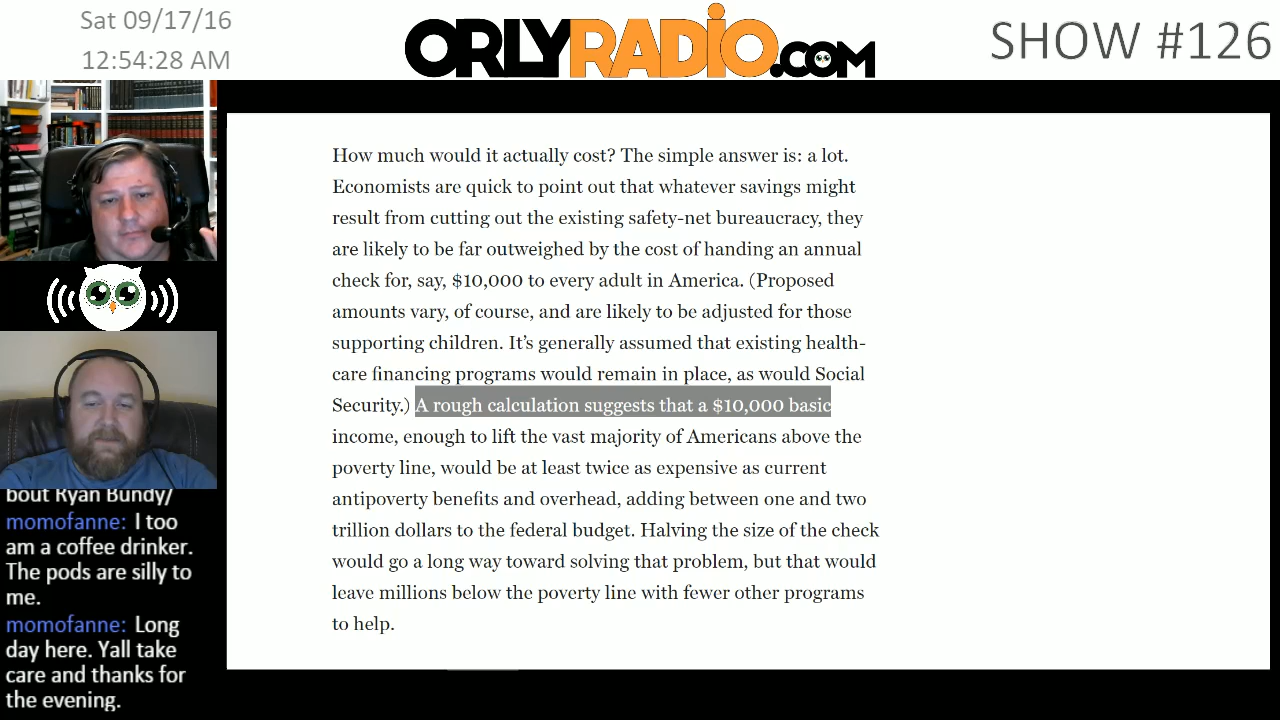 Sat 09/17/16
12:54:28 AM
ORLYRADIO.COM
SHOW #126
How much would it actually cost? The simple answer is: a lot.
Economists are quick to point out that whatever savings might
result from cutting out the existing safety-net bureaucracy, they
are likely to be far outweighed by the cost of handing an annual
check for, say, $10,000 to every adult in America. (Proposed
amounts vary, of course, and are likely to be adjusted for those
supporting children. It’s generally assumed that existing health-
care financing programs would remain in place, as would Social
Security.) A rough calculation suggests that a $10,000 basic
income, enough to lift the vast majority of Americans above the
poverty line, would be at least twice as expensive as current
antipoverty benefits and overhead, adding between one and two
trillion dollars to the federal budget. Halving the size of the check
would go a long way toward solving that problem, but that would
leave millions below the poverty line with fewer other programs
to help.
bout Ryan Bundy/
momofanne: I too
am a coffee drinker.
The pods are silly to
me.
momofanne: Long
day here. Yall take
care and thanks for
the evening.